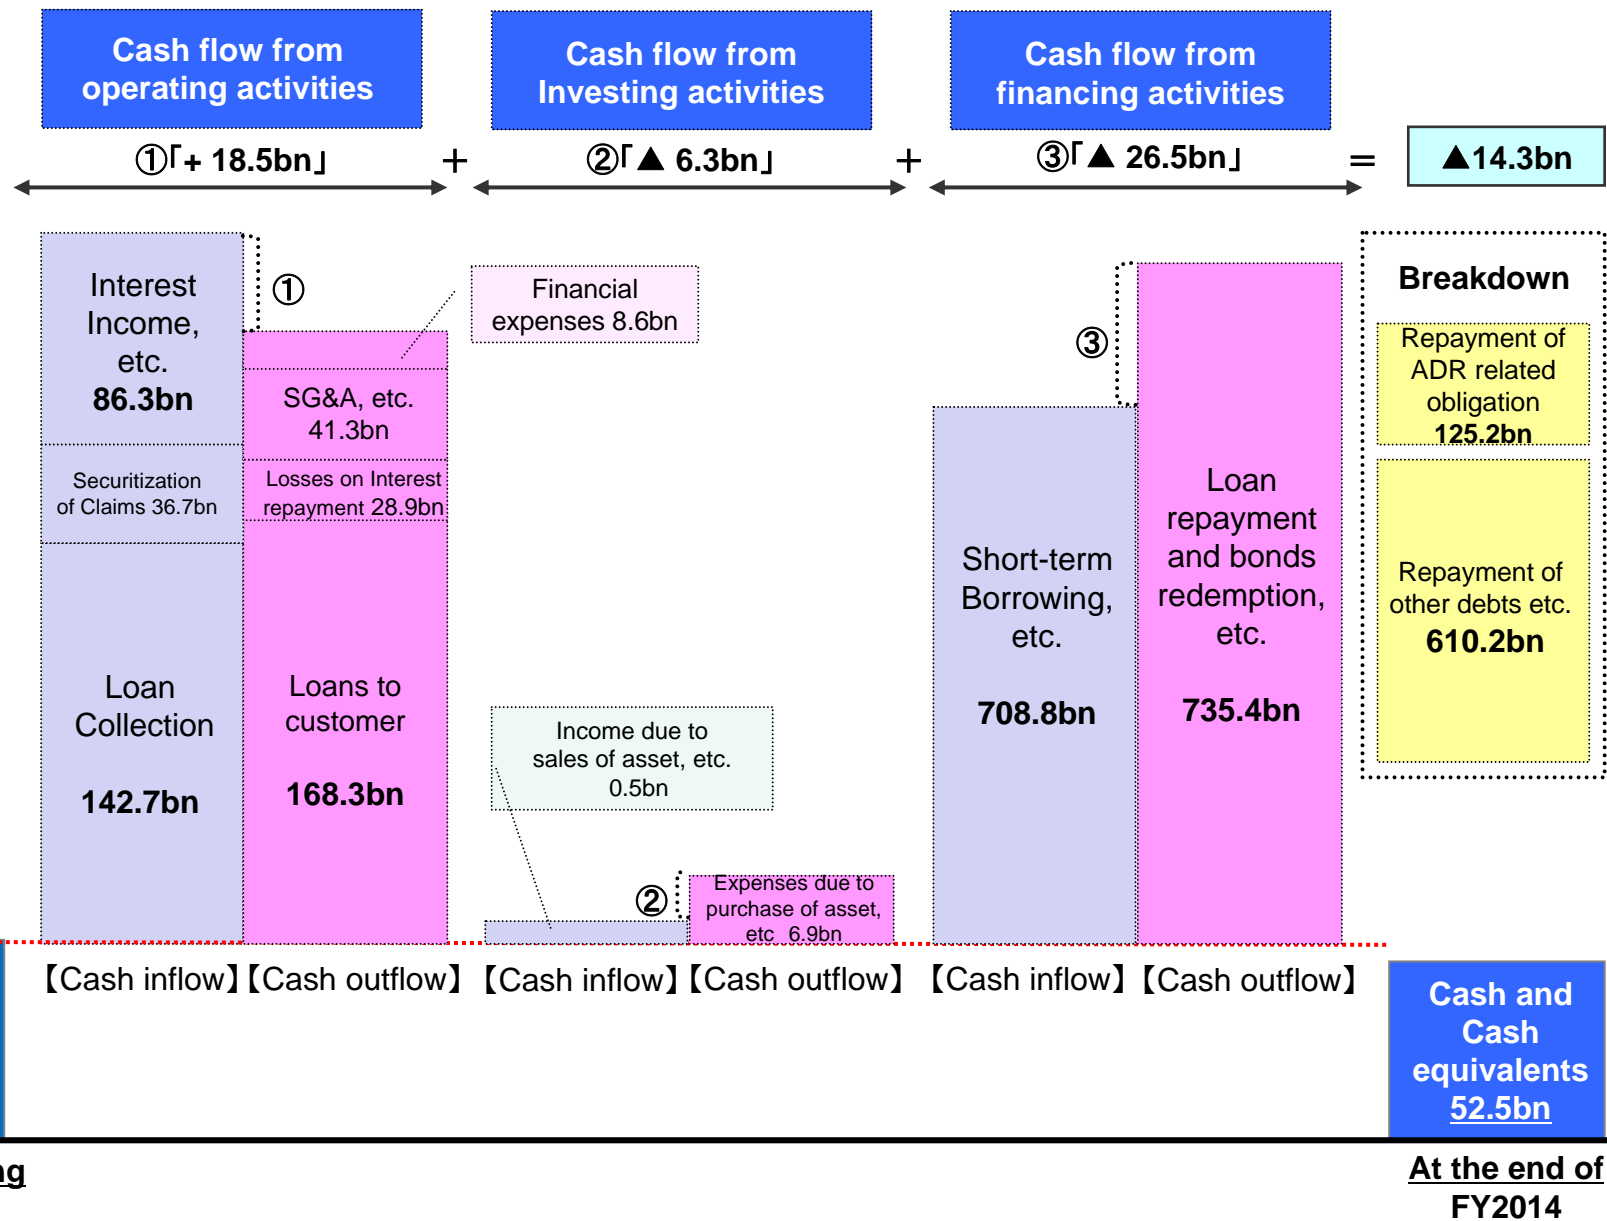 Cash flow from
operating activities
Cash flow from
Investing activities
Cash flow from
financing activities
①「+ 18.5bn」
+
②「▲ 6.3bn」
+
③「▲ 26.5bn」
=
▲14.3bn
Interest
Income,
etc.
86.3bn
Securitization
of Claims 36.7bn
Loan
Collection
142.7bn
①
Financial
expenses 8.6bn
SG&A, etc.
41.3bn
Losses on Interest
repayment 28.9bn
Loans to
customer
168.3bn
Income due to
sales of asset, etc.
0.5bn
②
Expenses due to
purchase of asset,
etc 6.9bn
③
Short-term
Borrowing,
etc.
708.8bn
Loan
repayment
and bonds
redemption,
etc.
735.4bn
Breakdown
Repayment of
ADR related
obligation
125.2bn
Repayment of
other debts etc.
610.2bn
【Cash inflow】【Cash outflow】【Cash inflow】【Cash outflow】【Cash inflow】【Cash outflow】
Cash and
Cash
equivalents
52.5bn
ng
At the end of
FY2014